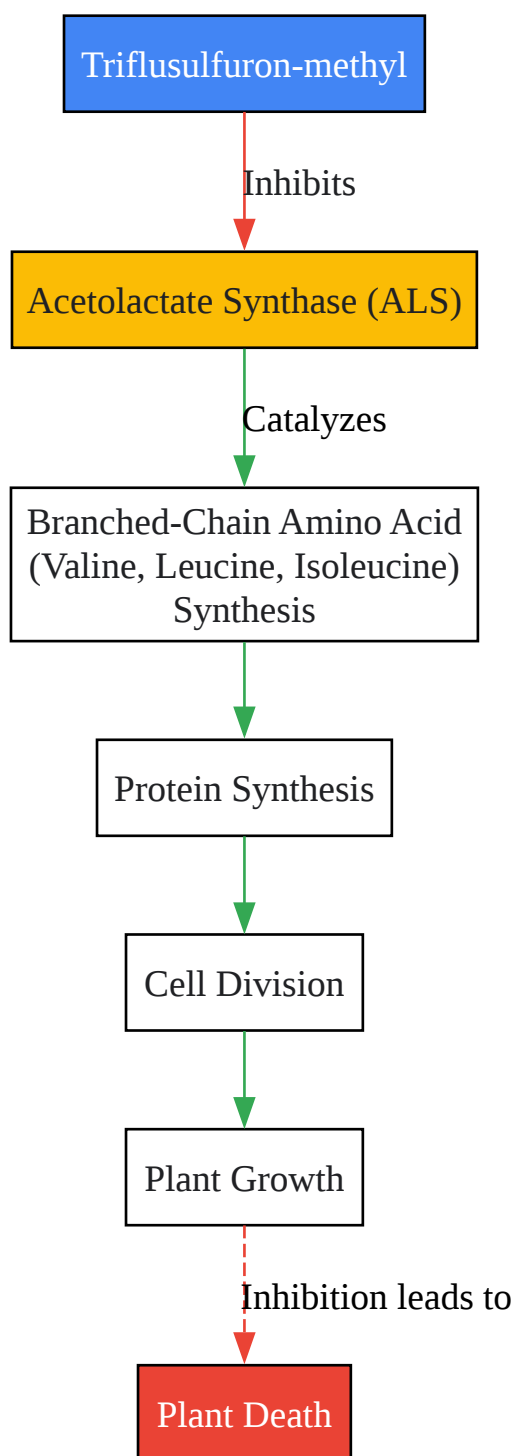 Triflusulfuron-methyl
Inhibits
Acetolactate Synthase (ALS)
Catalyzes
Branched-Chain Amino Acid
(Valine, Leucine, Isoleucine)
Synthesis
Protein Synthesis
Cell Division
Plant Growth
Inhibition leads to
Plant Death